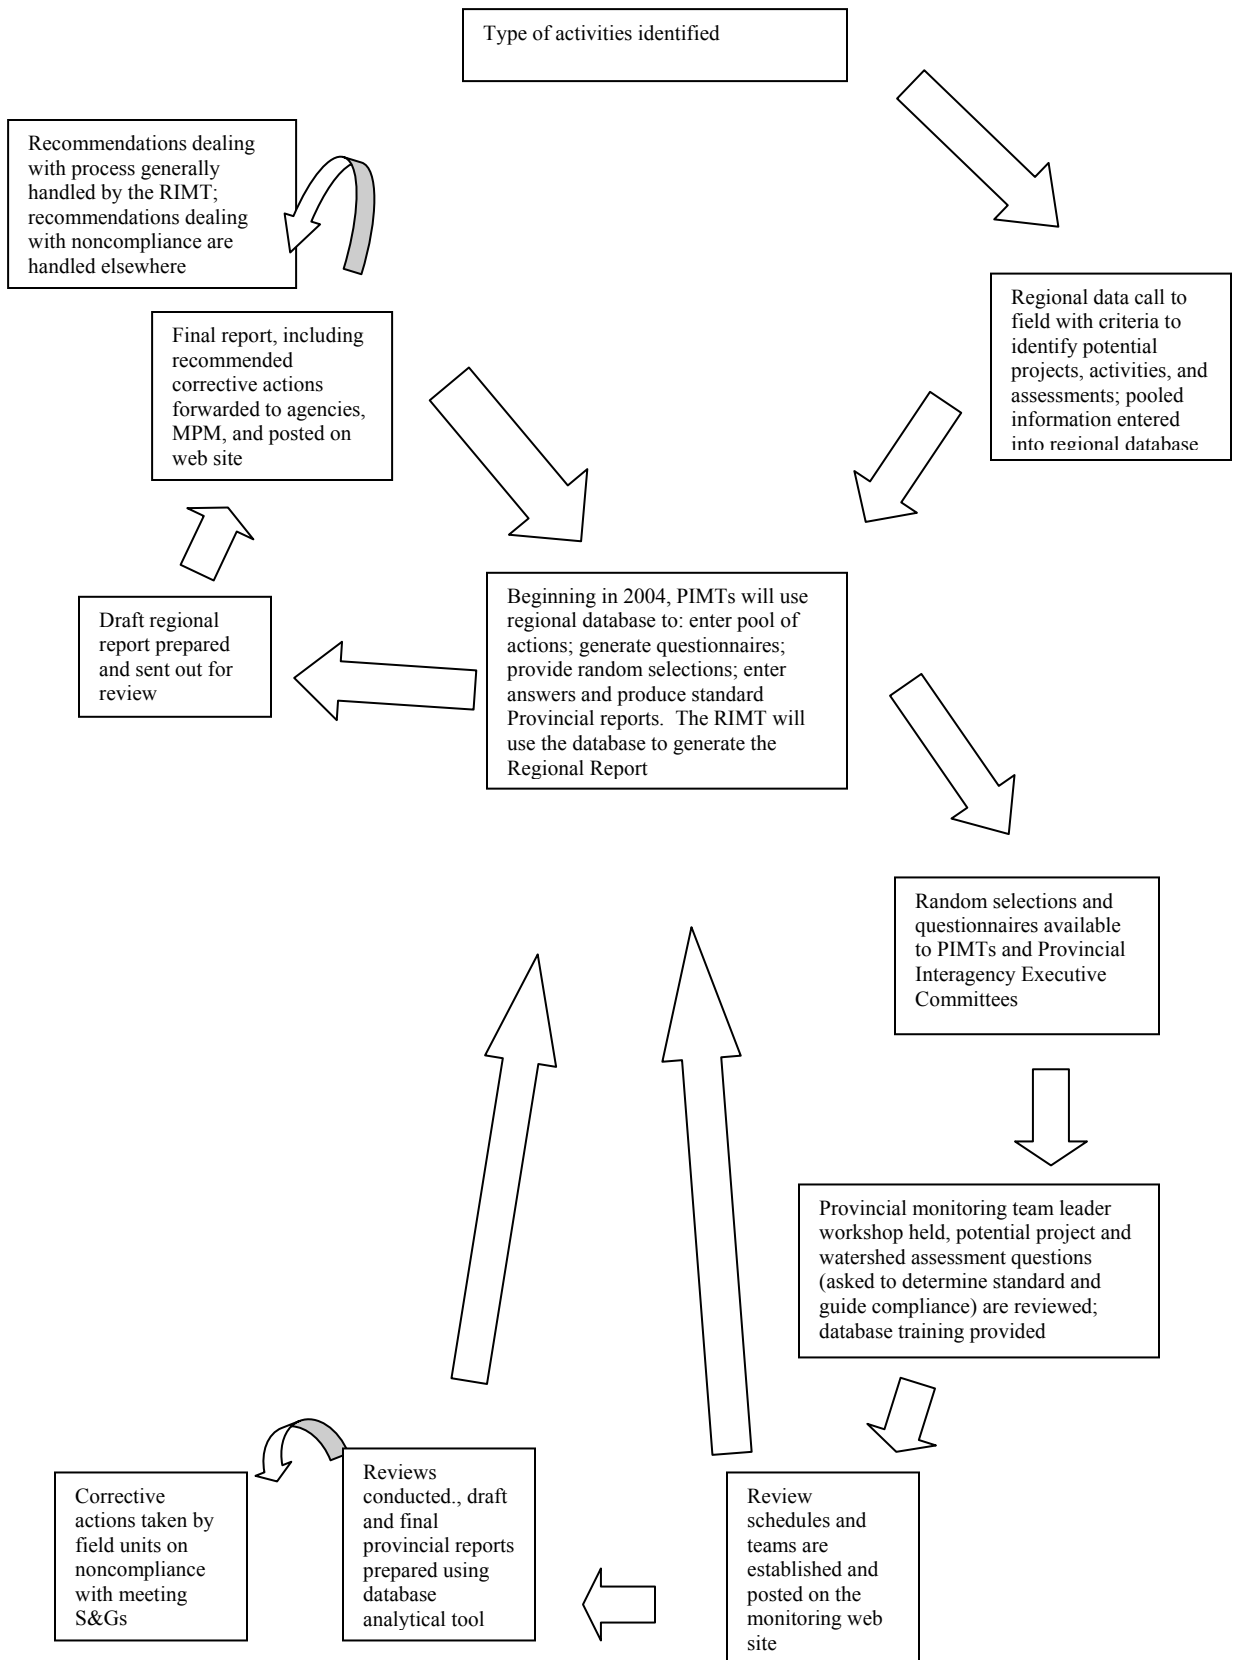 Type of activities identified
Recommendations dealing
with process generally
handled by the RIMT;
recommendations dealing
with noncompliance are
handled elsewhere
Regional data call to
field with criteria to
identify potential
projects, activities, and
assessments; pooled
information entered
into regional database
Final report, including
recommended
corrective actions
forwarded to agencies,
MPM, and posted on
web site
Draft regional
report prepared
and sent out for
review
Beginning in 2004, PIMTs will use
regional database to: enter pool of
actions; generate questionnaires;
provide random selections; enter
answers and produce standard
Provincial reports.  The RIMT will
use the database to generate the
Regional Report
Random selections and
questionnaires available
to PIMTs and Provincial
Interagency Executive
Committees
Provincial monitoring team leader
workshop held, potential project and
watershed assessment questions
(asked to determine standard and
guide compliance) are reviewed;
database training provided
Review
schedules and
teams are
established and
posted on the
monitoring web
site
Reviews
conducted., draft
and final
provincial reports
prepared using
database
analytical tool
Corrective
actions taken by
field units on
noncompliance
with meeting
S&Gs